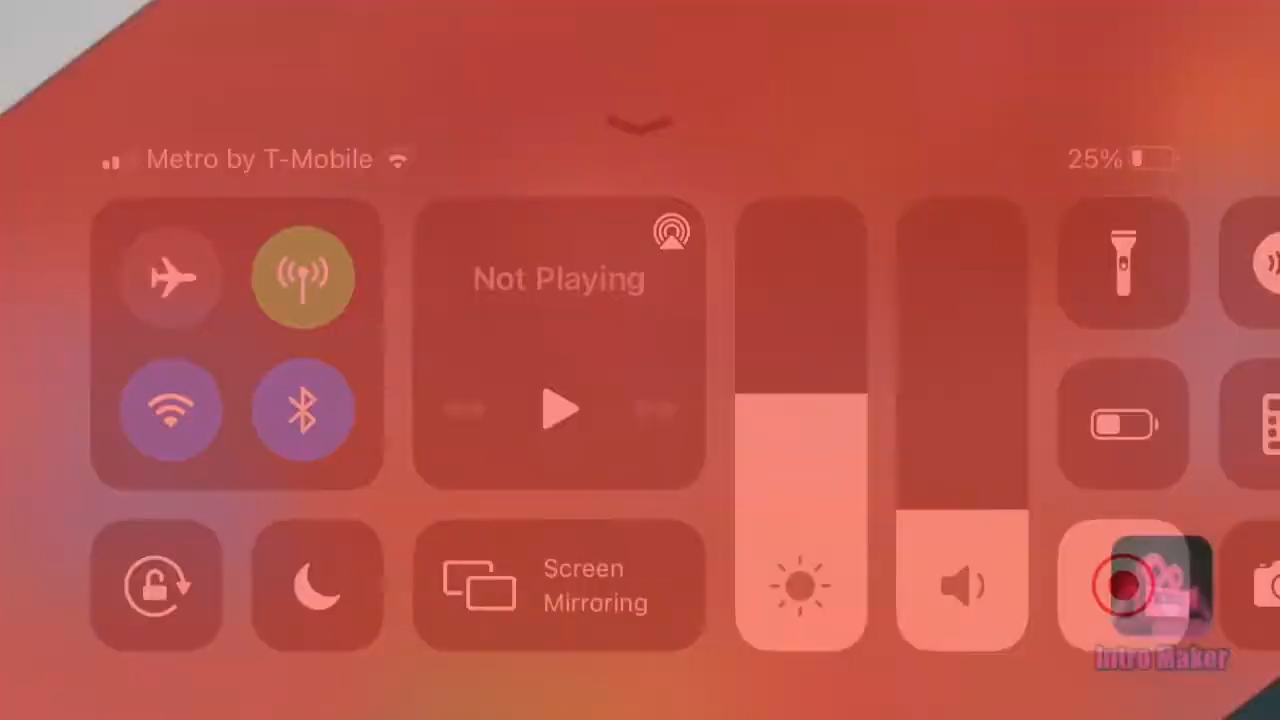 Metro by T-Mobile
25%
Not Playing
Screen
Mirroring
Intro Maker